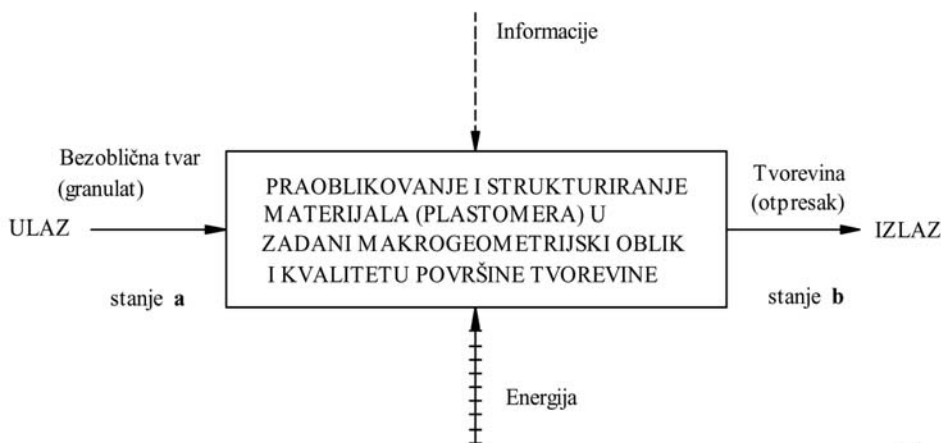 Informacije
Bezoblična tvar
(granulat)
ULAZ
stanje a
PRAOBLIKOVANJE I STRUKTURIRANJE
MATERIJALA (PLASTOMERA) U
ZADANI MAKROGEOMETRIJSKI OBLIK
I KVALITETU POVRŠINE TVOREVINE
Tvorevina
(otpresak)
IZLAZ
stanje b
Energija